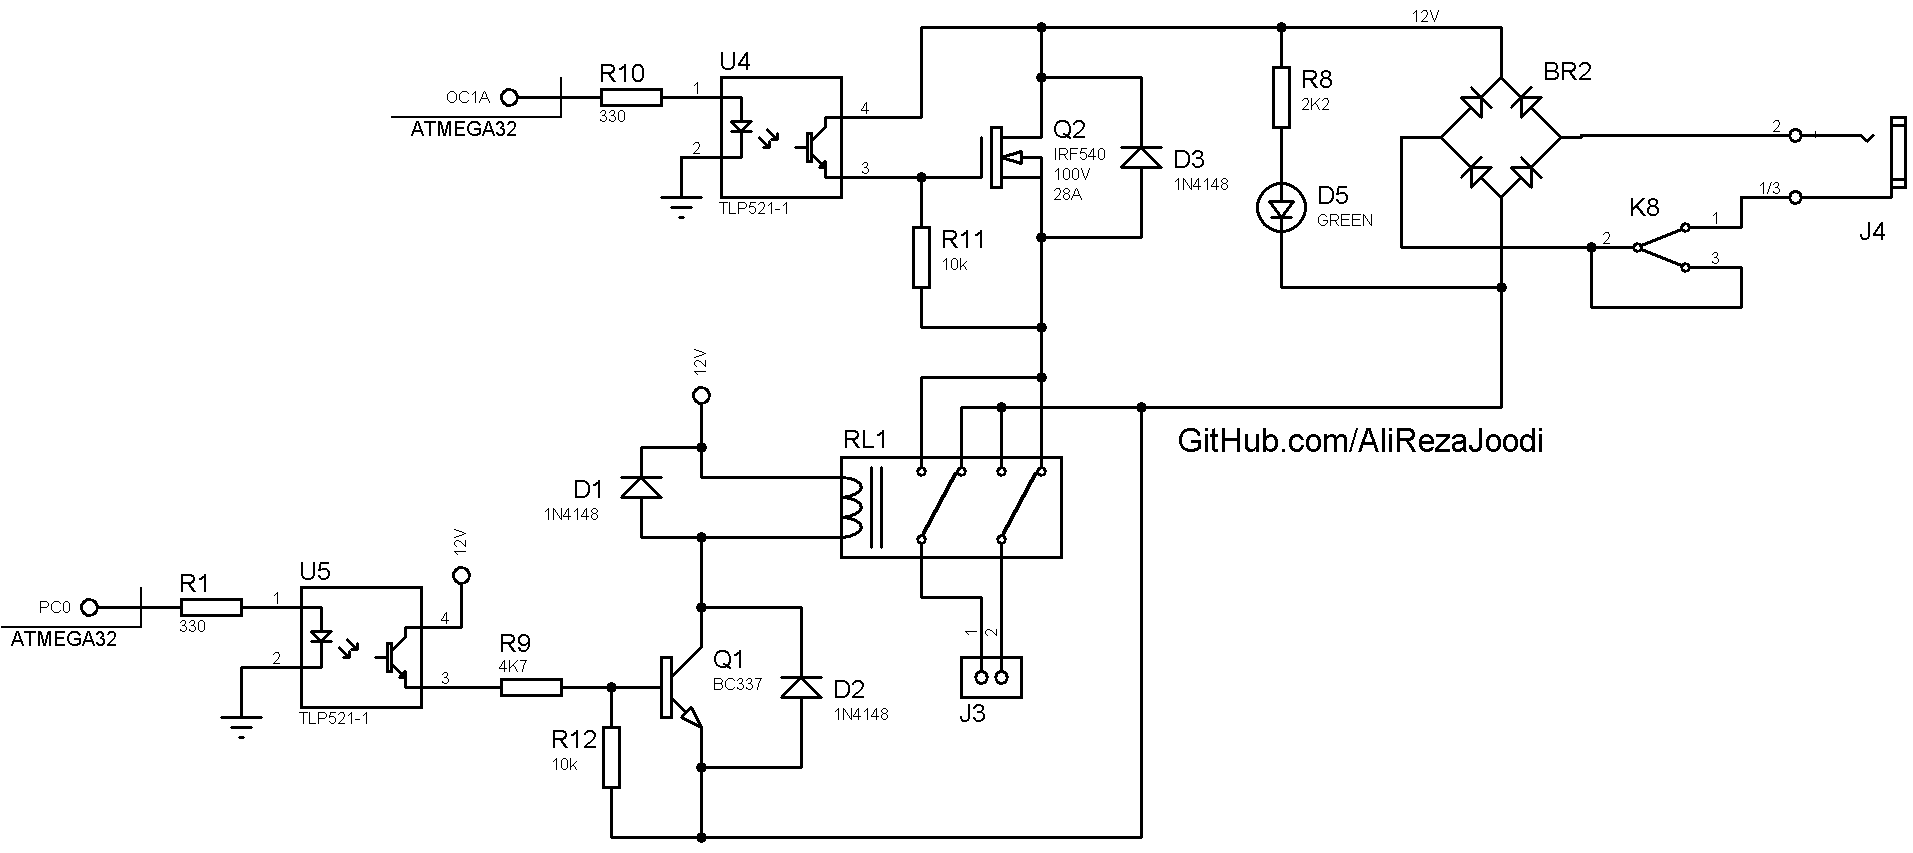 12V
U4
R10
BR2
R8
1
OC1A
4
2K2
330
ATMEGA32
Q2
2
+
2
IRF540
D3
3
100V
1N4148
28A
1/3
D5
TLP521-1
K8
GREEN
1
J4
R11
2
10k
3
12V
RL1
GitHub.com/AliRezaJoodi
D1
1N4148
12V
U5
R1
1
PC0
4
330
ATMEGA32
1
2
R9
2
Q1
4K7
3
BC337
D2
J3
TLP521-1
1N4148
R12
10k